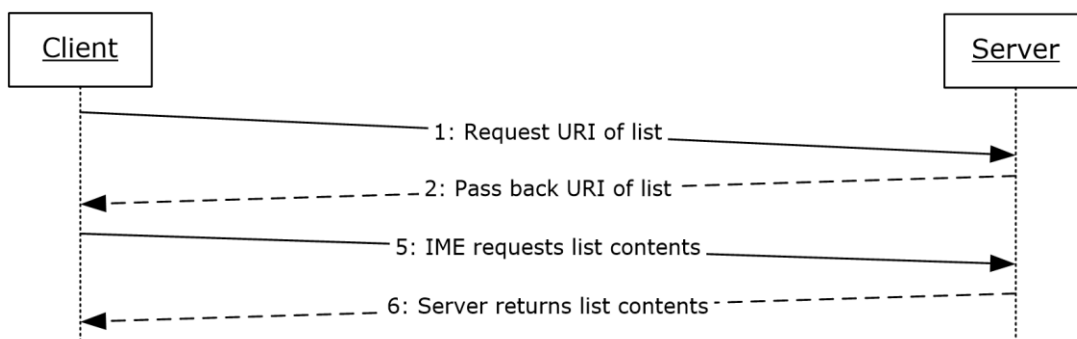 Client
Server
1: Request URI of list
2: Pass back URI of list
5: IME requests list contents
6: Server returns list contents